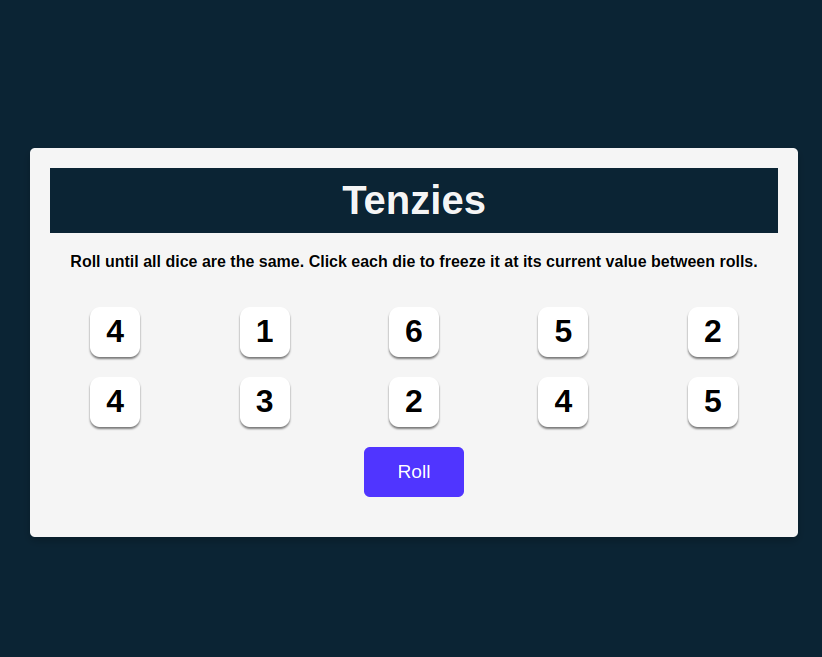 Tenzies
Roll until all dice are the same. Click each die to freeze it at its current value between rolls.
4 1 6 5 2
4 3 2 4 5
Roll